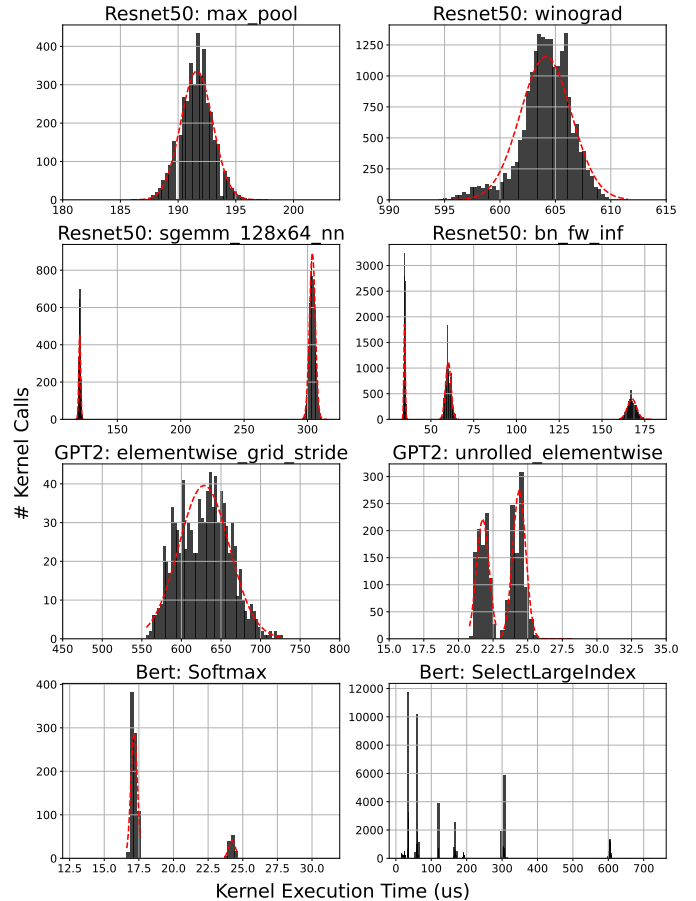 Resnet50: max_pool
Resnet50: winograd
400
300
200
100
0
180 185 190 195 200
1250
1000
750
500
250
0
590 595 600 605 610 615
Resnet50: sgemm_128x64_nn
Resnet50: bn_fw_inf
800
600
400
200
0
150 200 250 300
3000
2500
2000
1500
1000
500
0
50 75 100 125 150 175
# Kernel Calls
GPT2: elementwise_grid_stride
GPT2: unrolled_elementwise
40
30
20
10
0
450 500 550 600 650 700 750 800
300
250
200
150
100
50
0
15.0 17.5 20.0 22.5 25.0 27.5 30.0 32.5 35.0
Bert: Softmax
Bert: SelectLargeIndex
400
300
200
100
0
12.5 15.0 17.5 20.0 22.5 25.0 27.5 30.0
12000
10000
8000
6000
4000
2000
0
0 100 200 300 400 500 600 700
Kernel Execution Time (us)